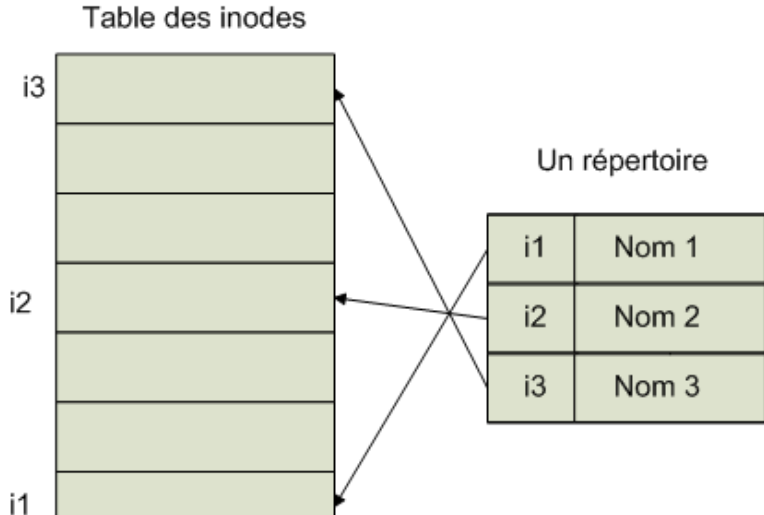 Table des inodes
i3
i2
i1
Un répertoire
i1 Nom 1
i2 Nom 2
i3 Nom 3